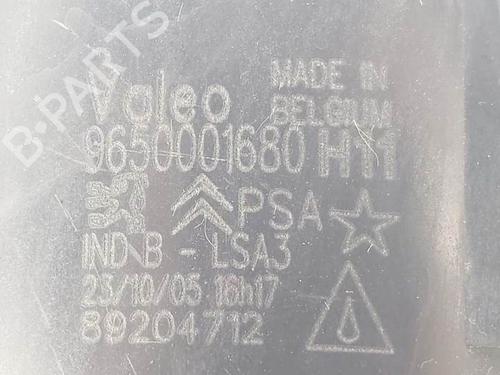 B-PARTS
Valeo
MADE IN
BELGIUM
9650001680 H11
PSA
IND B - LSA3
23/10/05 16h17
89204712